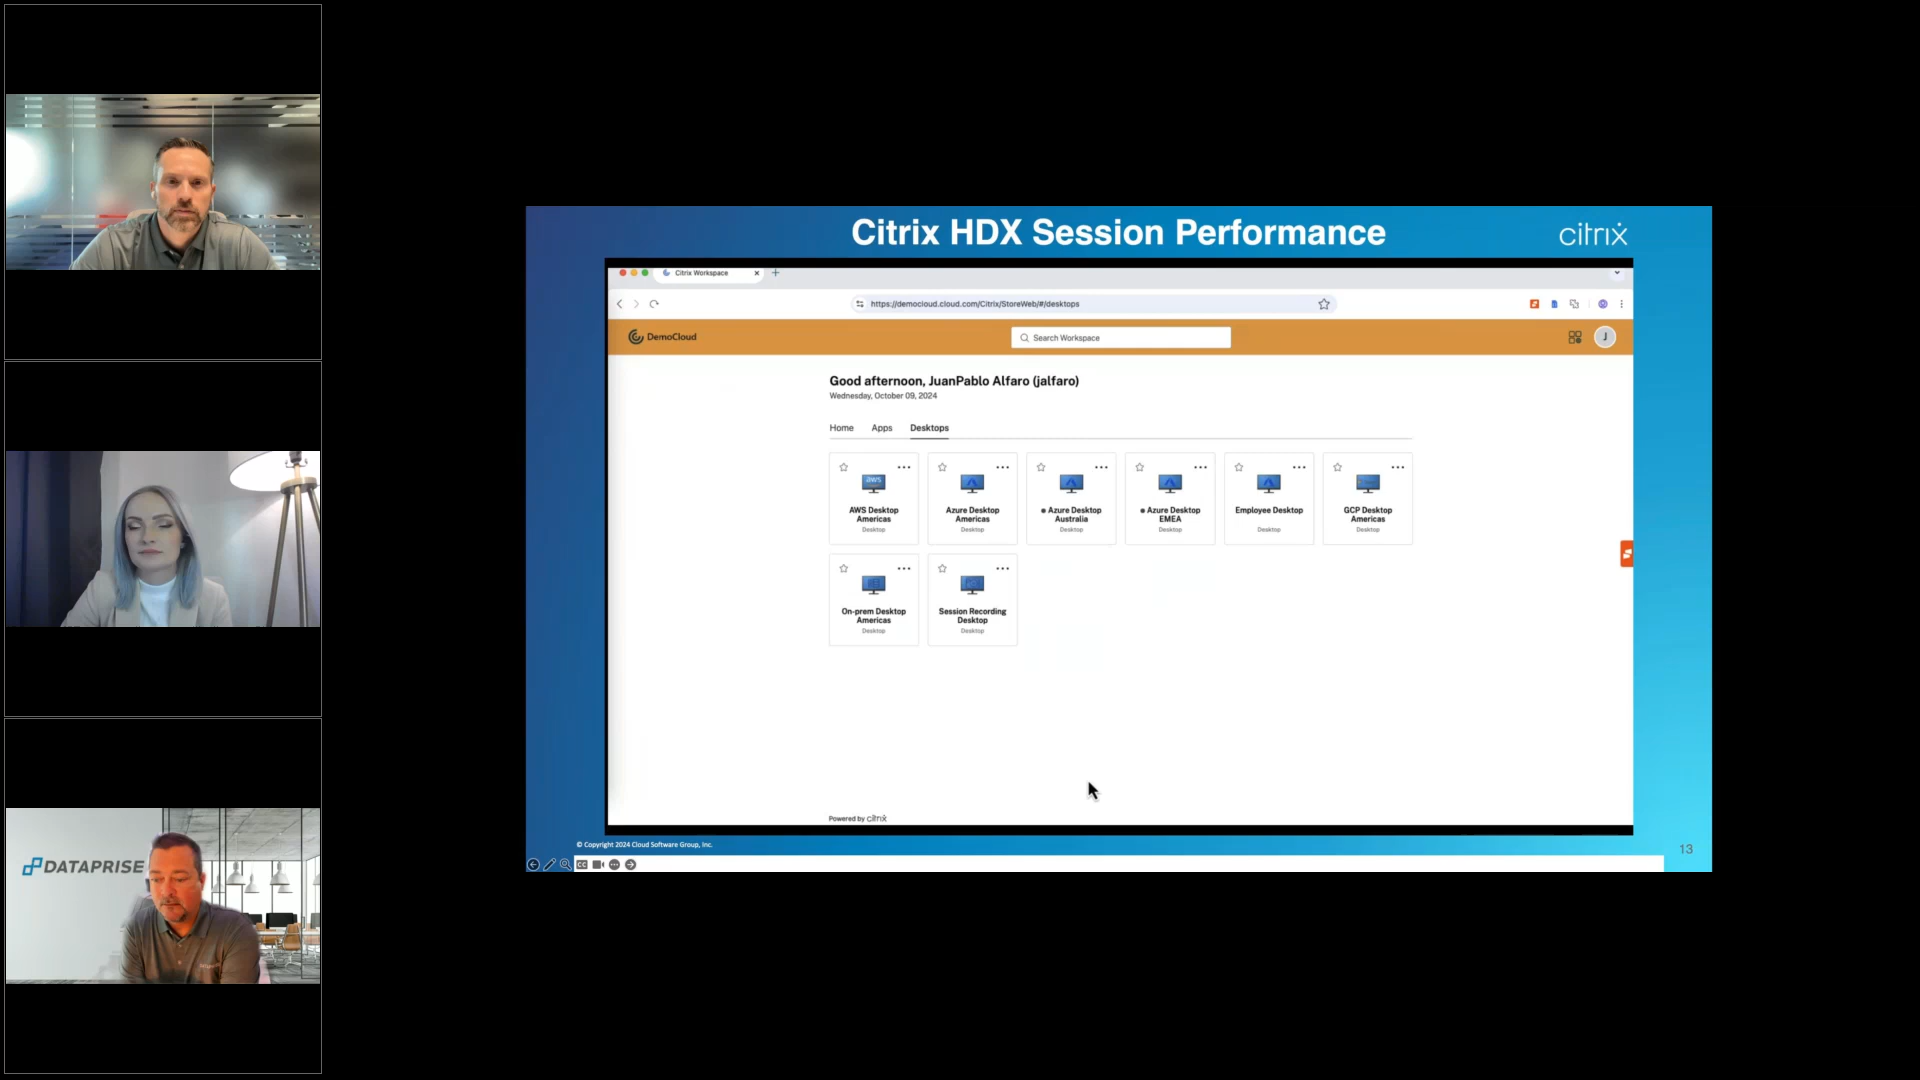 DATAPRISE
Citrix HDX Session Performance
citrix
Citrix Workspace
https://democloud.cloud.com/Citrix/StoreWeb/#/desktops
DemoCloud
Search Workspace
J
Good afternoon, JuanPablo Alfaro (jalfaro)
Wednesday, October 09, 2024
Home Apps Desktops
aws
AWS Desktop
Americas
Desktop
Azure Desktop
Americas
Desktop
Azure Desktop
Australia
Desktop
Azure Desktop
EMEA
Desktop
Employee Desktop
Desktop
GCP Desktop
Americas
Desktop
On-prem Desktop
Americas
Desktop
Session Recording
Desktop
Desktop
Powered by citrix
© Copyright 2024 Cloud Software Group, Inc.
13
CC